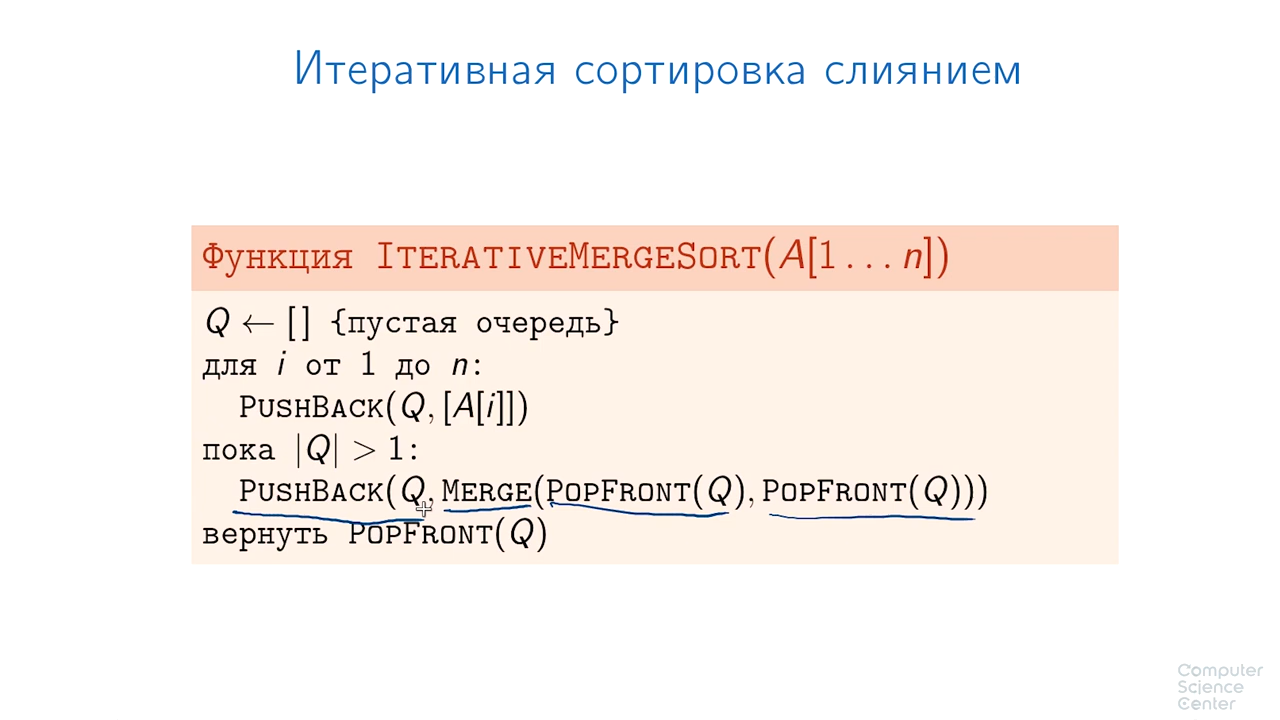 Итеративная сортировка слиянием
Функция ITERATIVEMERGESORT(A[1 . . . n])
Q ← [] {пустая очередь}
для i от 1 до n:
PUSHBACK(Q, [A[i]])
пока |Q| > 1:
PUSHBACK(Q, MERGE(POPFRONT(Q), POPFRONT(Q)))
вернуть POPFRONT(Q)
Computer
Science
Center